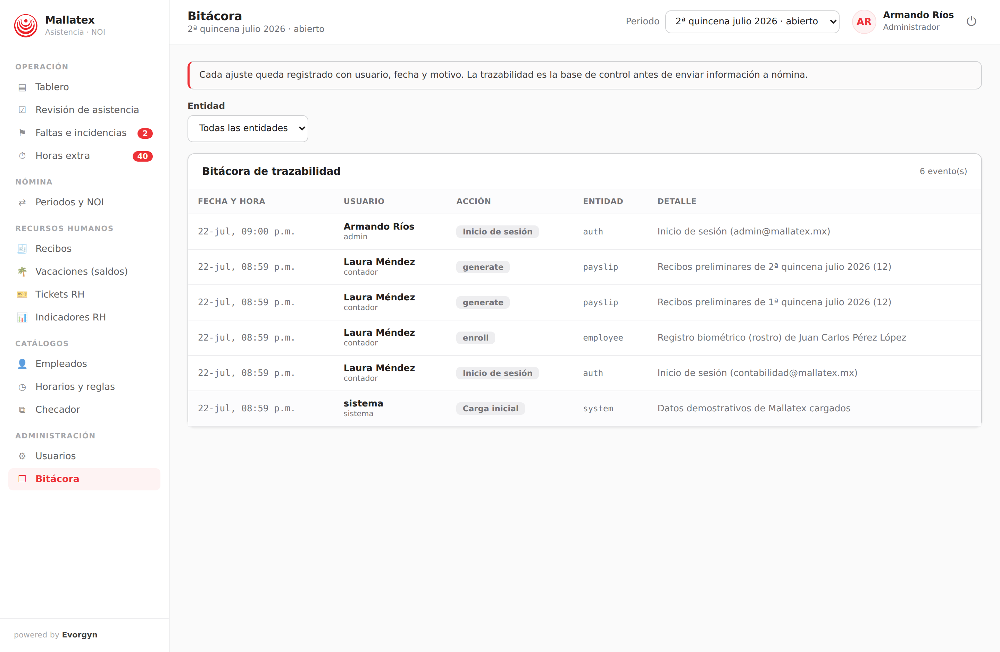 Mallatex
Asistencia · NOI
OPERACIÓN
Tablero
Revisión de asistencia
Faltas e incidencias 2
Horas extra 40
NÓMINA
Periodos y NOI
RECURSOS HUMANOS
Recibos
Vacaciones (saldos)
Tickets RH
Indicadores RH
CATÁLOGOS
Empleados
Horarios y reglas
Checador
ADMINISTRACIÓN
Usuarios
Bitácora
powered by Evorgyn
Bitácora
2ª quincena julio 2026 · abierto
Periodo 2ª quincena julio 2026 · abierto
AR
Armando Ríos
Administrador
Cada ajuste queda registrado con usuario, fecha y motivo. La trazabilidad es la base de control antes de enviar información a nómina.
Entidad
Todas las entidades
Bitácora de trazabilidad 6 evento(s)
FECHA Y HORA USUARIO ACCIÓN ENTIDAD DETALLE
22-jul, 09:00 p.m. Armando Ríos Inicio de sesión auth Inicio de sesión (admin@mallatex.mx)
admin
22-jul, 08:59 p.m. Laura Méndez generate payslip Recibos preliminares de 2ª quincena julio 2026 (12)
contador
22-jul, 08:59 p.m. Laura Méndez generate payslip Recibos preliminares de 1ª quincena julio 2026 (12)
contador
22-jul, 08:59 p.m. Laura Méndez enroll employee Registro biométrico (rostro) de Juan Carlos Pérez López
contador
22-jul, 08:59 p.m. Laura Méndez Inicio de sesión auth Inicio de sesión (contabilidad@mallatex.mx)
contador
22-jul, 08:59 p.m. sistema Carga inicial system Datos demostrativos de Mallatex cargados
sistema